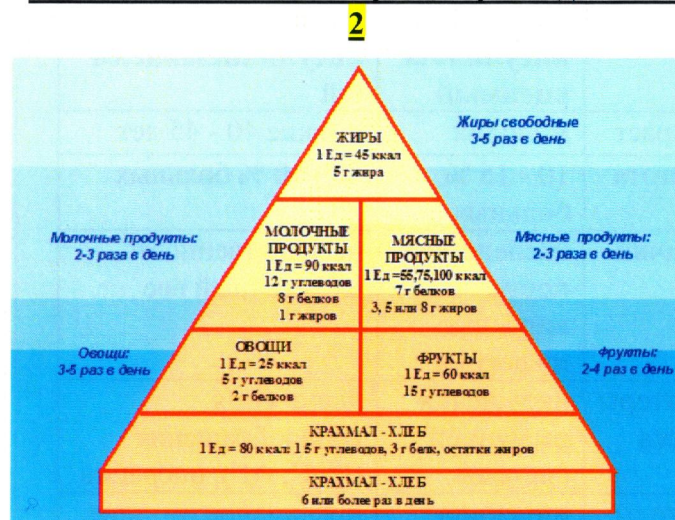 2
ЖИРЫ
1 Ед = 45 ккал
5 г жира
Жиры свободные
3-5 раз в день
Молочные продукты:
2-3 раза в день
МОЛОЧНЫЕ
ПРОДУКТЫ
1 Ед = 90 ккал
12 г углеводов
8 г белков
1 г жиров
МЯСНЫЕ
ПРОДУКТЫ
1 Ед =55,75,100 ккал
7 г белков
3, 5 или 8 г жиров
Мясные продукты:
2-3 раза в день
Овощи:
3-5 раз в день
ОВОЩИ
1 Ед = 25 ккал
5 г углеводов
2 г белков
ФРУКТЫ
1 Ед = 60 ккал
15 г углеводов
Фрукты:
2-4 раз в день
КРАХМАЛ - ХЛЕБ
1 Ед = 80 ккал: 15 г углеводов, 3 г белк, остатки жиров
КРАХМАЛ - ХЛЕБ
6 или более раз в день